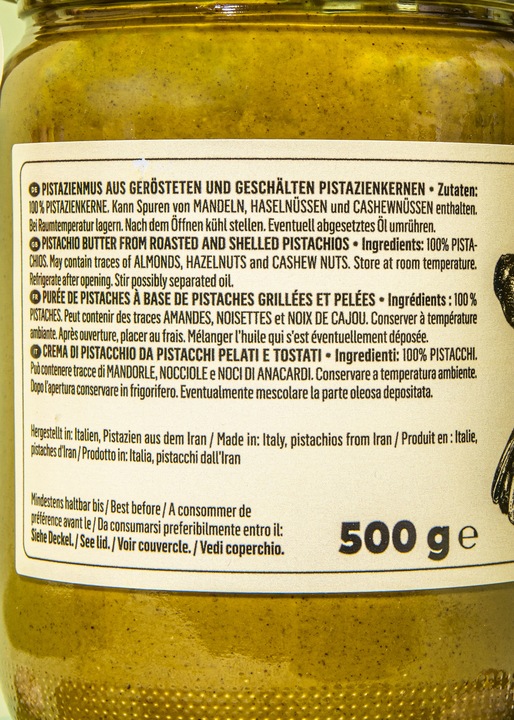 DE PISTAZIENMUS AUS GERÖSTETEN UND GESCHÄLTEN PISTAZIENKERNEN • Zutaten:
100 % PISTAZIENKERNE. Kann Spuren von MANDELN, HASELNÜSSEN und CASHEWNÜSSEN enthalten.
Bei Raumtemperatur lagern. Nach dem Öffnen kühl stellen. Eventuell abgesetztes Öl umrühren.
PISTACHIO BUTTER FROM ROASTED AND SHELLED PISTACHIOS • Ingredients: 100% PISTA-
CHIOS. May contain traces of ALMONDS, HAZELNUTS and CASHEW NUTS. Store at room temperature.
Refrigerate after opening. Stir possibly separated oil.
FR PURÉE DE PISTACHES À BASE DE PISTACHES GRILLÉES ET PELÉES • Ingrédients : 100 %
PISTACHES. Peut contenir des traces AMANDES, NOISETTES et NOIX DE CAJOU. Conserver à température
ambiante. Après ouverture, placer au frais. Mélanger l'huile qui s'est éventuellement déposée.
IT CREMA DI PISTACCHIO DA PISTACCHI PELATI E TOSTATI • Ingredienti: 100% PISTACCHI.
Può contenere tracce di MANDORLE, NOCCIOLE e NOCI DI ANACARDI. Conservare a temperatura ambiente.
Dopo l'apertura conservare in frigorifero. Eventualmente mescolare la parte oleosa depositata.
Hergestellt in: Italien, Pistazien aus dem Iran / Made in: Italy, pistachios from Iran / Produit en : Italie,
pistaches d'Iran / Prodotto in: Italia, pistacchi dall'Iran
Mindestens haltbar bis / Best before / A consommer de
préférence avant le / Da consumarsi preferibilmente entro il:
Siehe Deckel. / See lid. / Voir couvercle. / Vedi coperchio.
500 g e